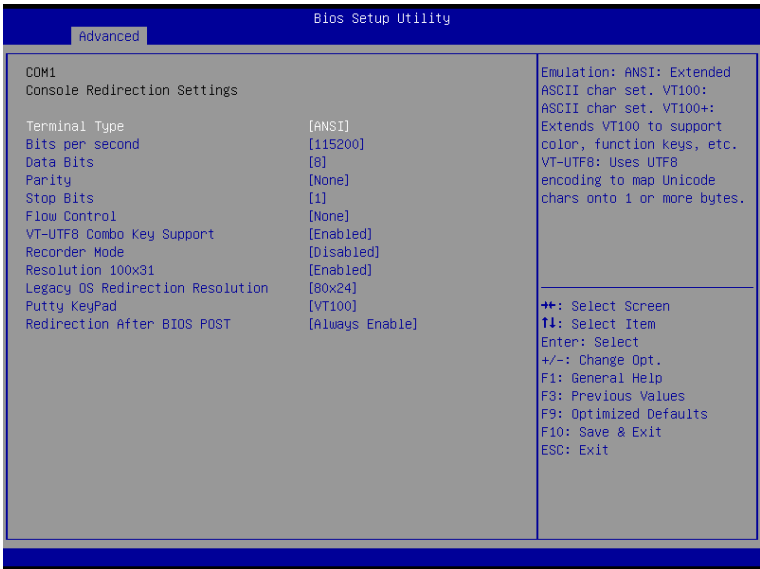 Bios Setup Utility
Advanced
COM1
Console Redirection Settings
Terminal Type [ANSI]
Bits per second [115200]
Data Bits [8]
Parity [None]
Stop Bits [1]
Flow Control [None]
VT-UTF8 Combo Key Support [Enabled]
Recorder Mode [Disabled]
Resolution 100x31 [Enabled]
Legacy OS Redirection Resolution [80x24]
Putty KeyPad [VT100]
Redirection After BIOS POST [Always Enable]
Emulation: ANSI: Extended
ASCII char set. VT100:
ASCII char set. VT100+:
Extends VT100 to support
color, function keys, etc.
VT-UTF8: Uses UTF8
encoding to map Unicode
chars onto 1 or more bytes.
→←: Select Screen
↑↓: Select Item
Enter: Select
+/-: Change Opt.
F1: General Help
F3: Previous Values
F9: Optimized Defaults
F10: Save & Exit
ESC: Exit